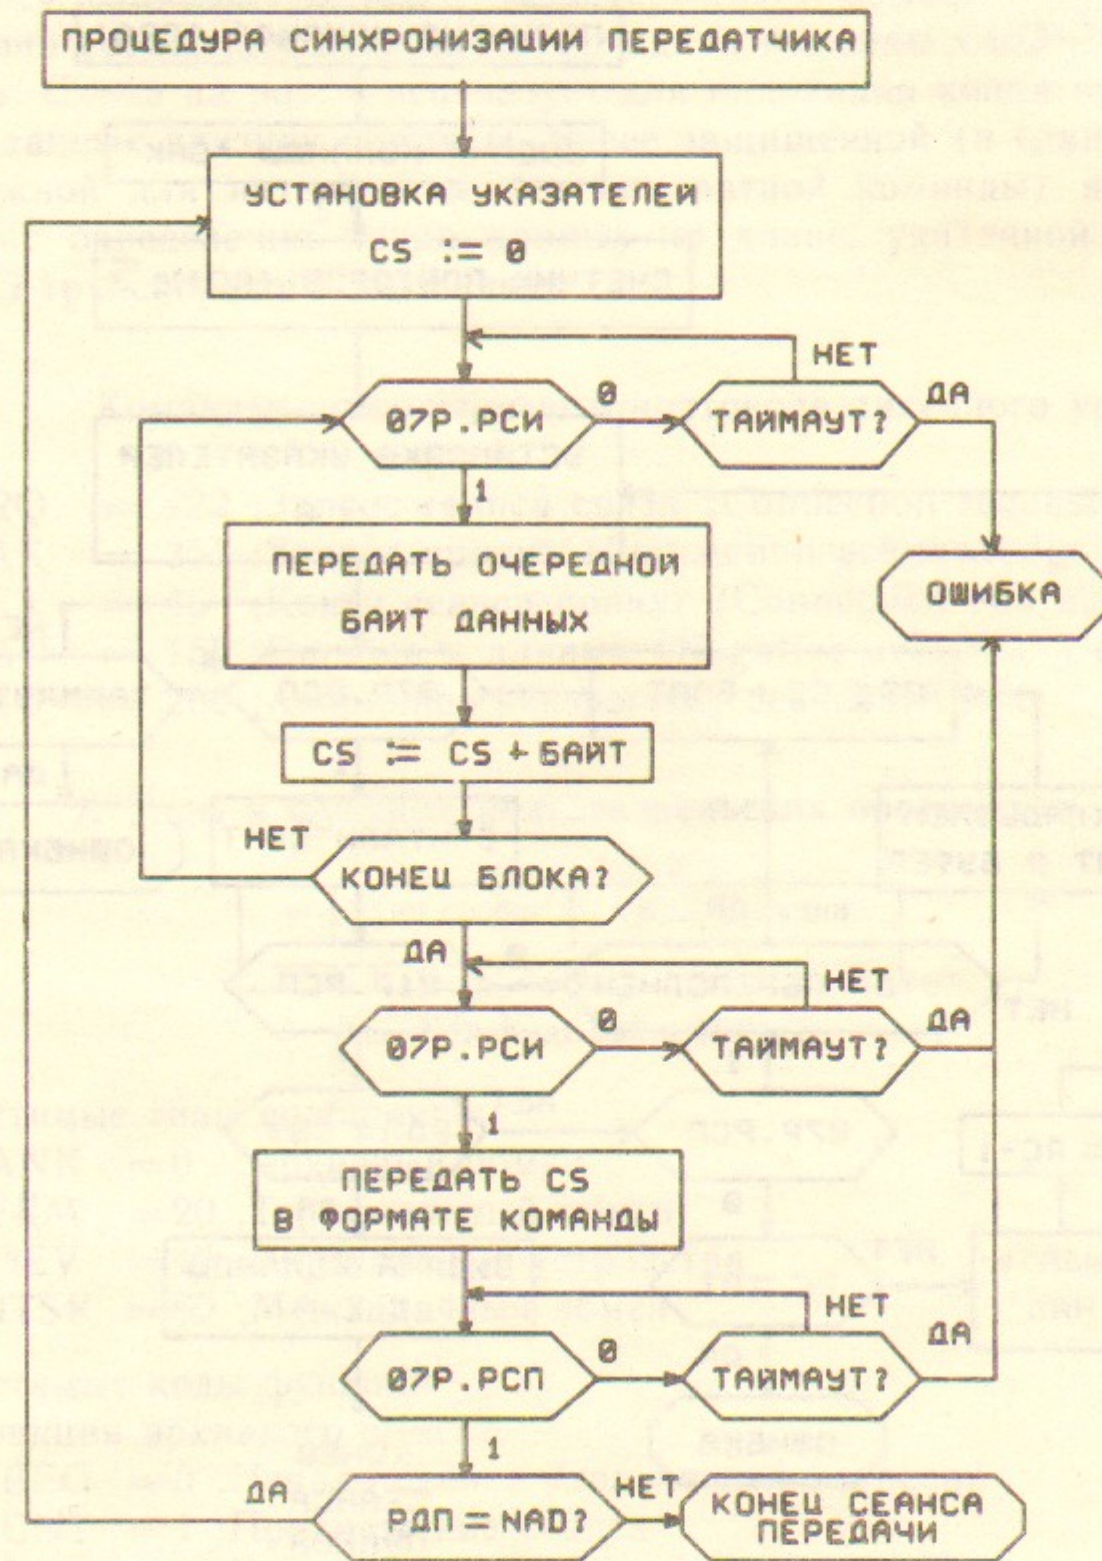 ПРОЦЕДУРА СИНХРОНИЗАЦИИ ПЕРЕДАТЧИКА
УСТАНОВКА УКАЗАТЕЛЕЙ
CS := 0
НЕТ
07Р.РСИ
0
ТАЙМАУТ?
ДА
1
ПЕРЕДАТЬ ОЧЕРЕДНОЙ
БАЙТ ДАННЫХ
ОШИБКА
CS := CS + БАЙТ
НЕТ
КОНЕЦ БЛОКА?
ДА
НЕТ
07Р.РСИ
0
ТАЙМАУТ?
ДА
1
ПЕРЕДАТЬ CS
В ФОРМАТЕ КОМАНДЫ
НЕТ
07Р.РСП
0
ТАЙМАУТ?
ДА
1
ДА
РДП = NAD?
НЕТ
КОНЕЦ СЕАНСА
ПЕРЕДАЧИ